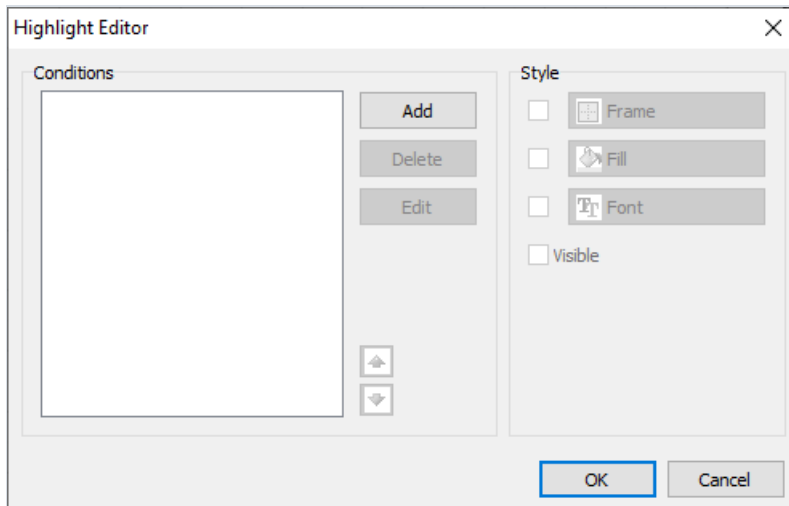 Highlight Editor
Conditions
Add
Delete
Edit
Style
Frame
Fill
Font
Visible
OK
Cancel